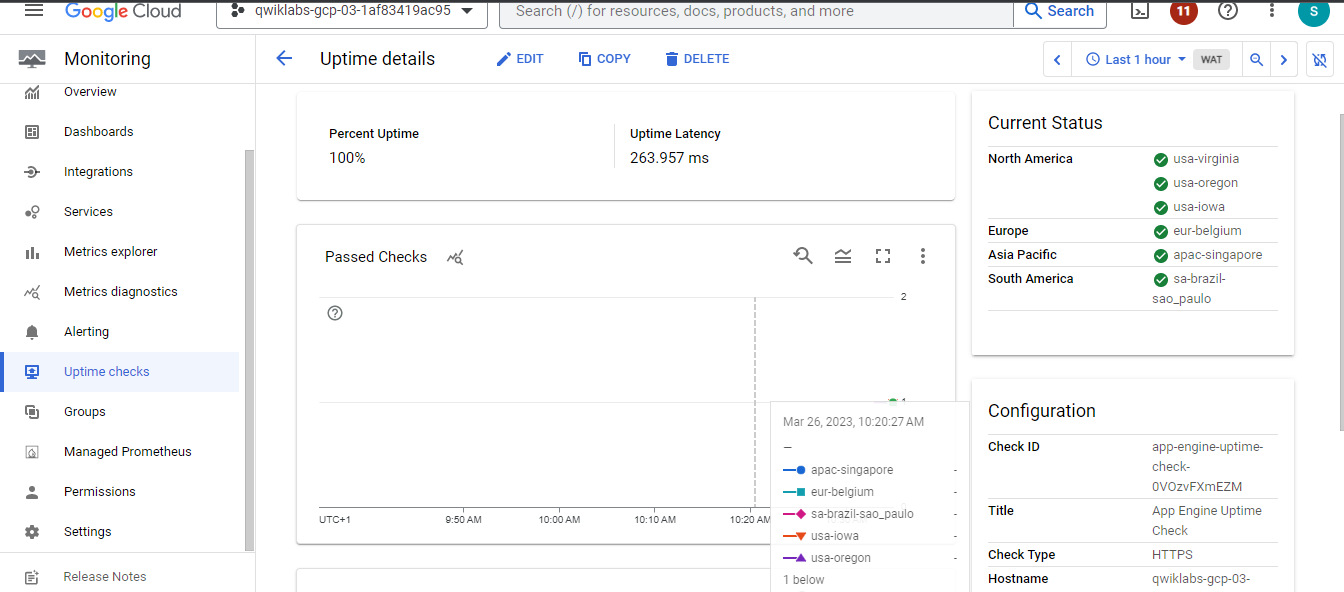 Google Cloud
qwiklabs-gcp-03-1af83419ac95
Search (/) for resources, docs, products, and more
Search
11
S
Monitoring
Uptime details
EDIT
COPY
DELETE
Last 1 hour
WAT
Overview
Dashboards
Integrations
Services
Metrics explorer
Metrics diagnostics
Alerting
Uptime checks
Groups
Managed Prometheus
Permissions
Settings
Release Notes
Percent Uptime
100%
Uptime Latency
263.957 ms
Passed Checks
2
1
UTC+1
9:50 AM
10:00 AM
10:10 AM
10:20 AM
Mar 26, 2023, 10:20:27 AM
–
apac-singapore -
eur-belgium -
sa-brazil-sao_paulo -
usa-iowa -
usa-oregon -
1 below
Current Status
North America
usa-virginia
usa-oregon
usa-iowa
Europe
eur-belgium
Asia Pacific
apac-singapore
South America
sa-brazil-
sao_paulo
Configuration
Check ID
app-engine-uptime-
check-
0VOzvFXmEZM
Title
App Engine Uptime
Check
Check Type
HTTPS
Hostname
qwiklabs-gcp-03-